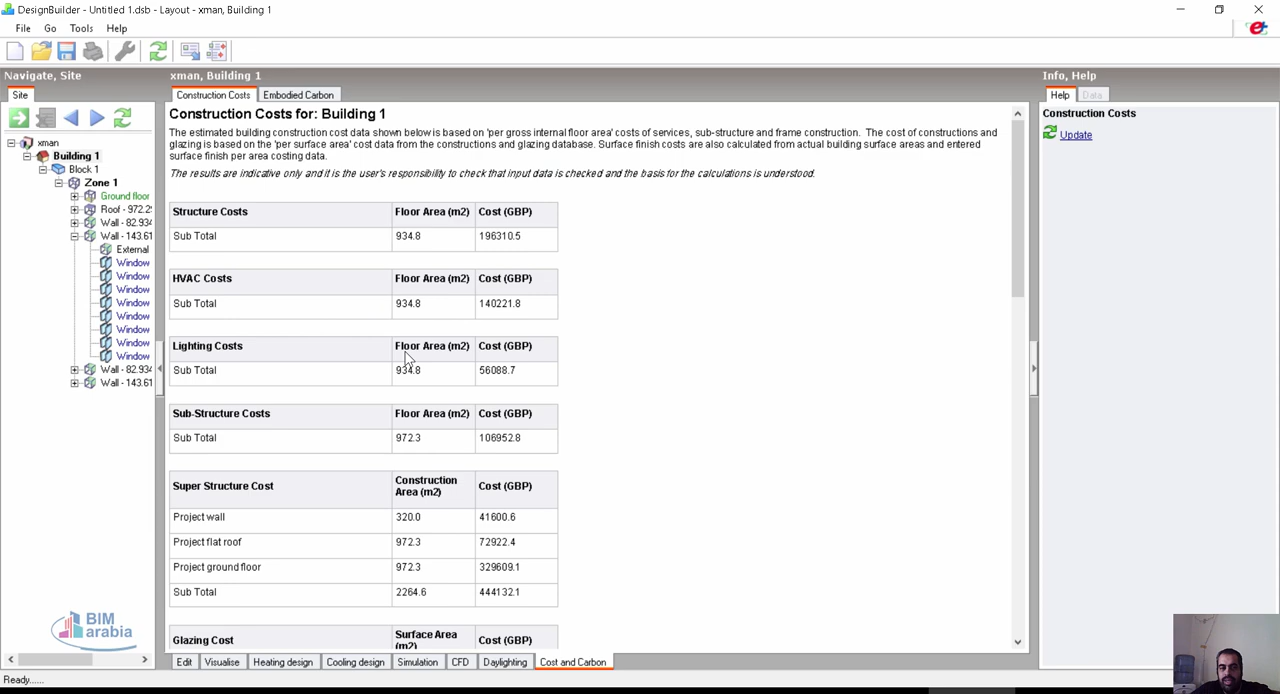 DesignBuilder - Untitled 1.dsb - Layout - xman, Building 1
File Go Tools Help
Navigate, Site
Site
xman
Building 1
Block 1
Zone 1
Ground floor
Roof - 972.2
Wall - 82.934
Wall - 143.61
External
Window
Window
Window
Window
Window
Window
Window
Window
Wall - 82.934
Wall - 143.61
BIM
arabia
xman, Building 1
Construction Costs Embodied Carbon
Construction Costs for: Building 1
The estimated building construction cost data shown below is based on 'per gross internal floor area' costs of services, sub-structure and frame construction. The cost of constructions and
glazing is based on the 'per surface area' cost data from the constructions and glazing database. Surface finish costs are also calculated from actual building surface areas and entered
surface finish per area costing data.
The results are indicative only and it is the user's responsibility to check that input data is checked and the basis for the calculations is understood.
Structure Costs Floor Area (m2) Cost (GBP)
Sub Total 934.8 196310.5
HVAC Costs Floor Area (m2) Cost (GBP)
Sub Total 934.8 140221.8
Lighting Costs Floor Area (m2) Cost (GBP)
Sub Total 934.8 56088.7
Sub-Structure Costs Floor Area (m2) Cost (GBP)
Sub Total 972.3 106952.8
Super Structure Cost Construction Area (m2) Cost (GBP)
Project wall 320.0 41600.6
Project flat roof 972.3 72922.4
Project ground floor 972.3 329609.1
Sub Total 2264.6 444132.1
Glazing Cost Surface Area (m2) Cost (GBP)
Edit Visualise Heating design Cooling design Simulation CFD Daylighting Cost and Carbon
Info, Help
Help Data
Construction Costs
Update
Ready......